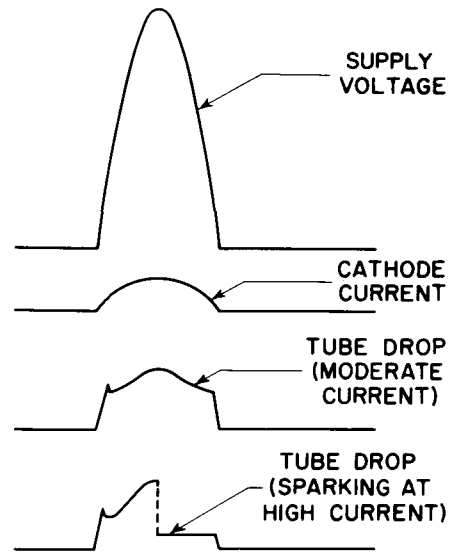 SUPPLY
VOLTAGE
CATHODE
CURRENT
TUBE DROP
(MODERATE
CURRENT)
TUBE DROP
(SPARKING AT
HIGH CURRENT)